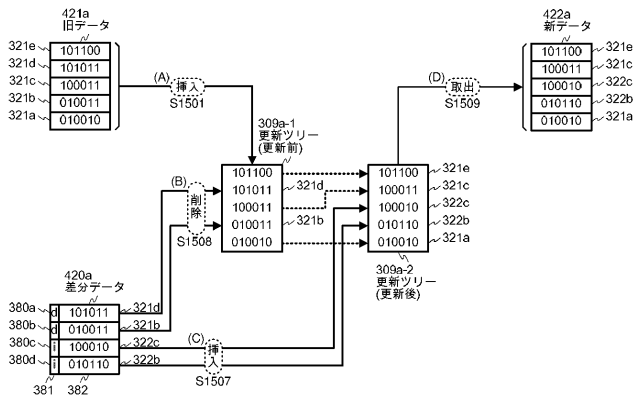 421a
旧データ
321e 101100
321d 101011
321c 100011
321b 010011
321a 010010
(A)
挿入
S1501
(D)
取出
S1509
422a
新データ
101100 321e
100011 321c
100010 322c
010110 322b
010010 321a
309a-1
更新ツリー
(更新前)
101100
101011 321d
100011
010011 321b
010010
101100 321e
100011 321c
100010 322c
010110 322b
010010 321a
309a-2
更新ツリー
(更新後)
(B)
削除
S1508
420a
差分データ
380a d 101011 321d
380b d 010011 321b
380c i 100010 322c
380d i 010110 322b
381 382
(C)
挿入
S1507